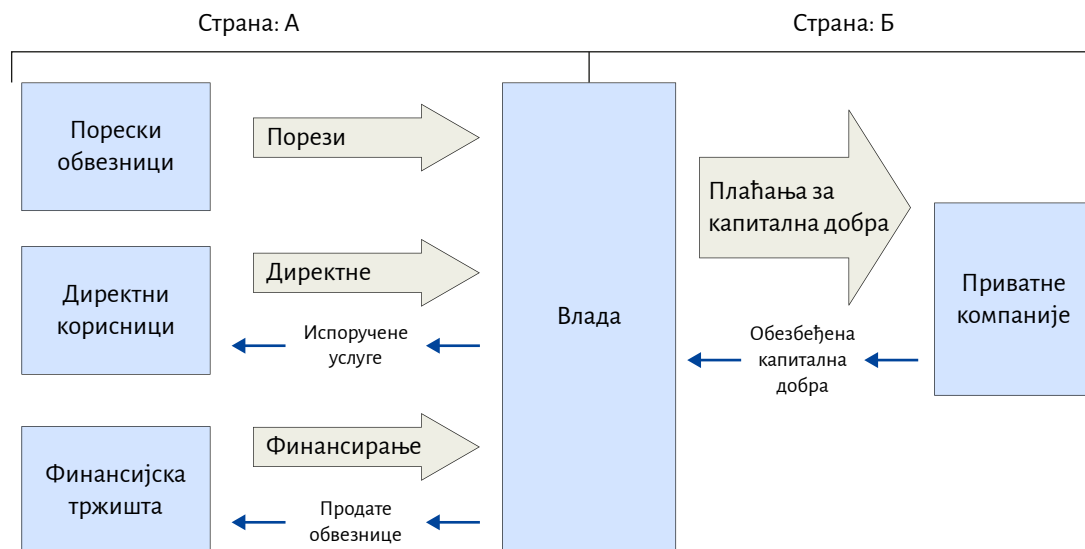 Страна: А
Страна: Б
Порески
обвезници
Порези
Плаћања за
капитална добра
Директни
корисници
Директне
Испоручене
услуге
Влада
Обезбеђена
капитална
добра
Приватне
компаније
Финансијска
тржишта
Финансирање
Продате
обвезнице